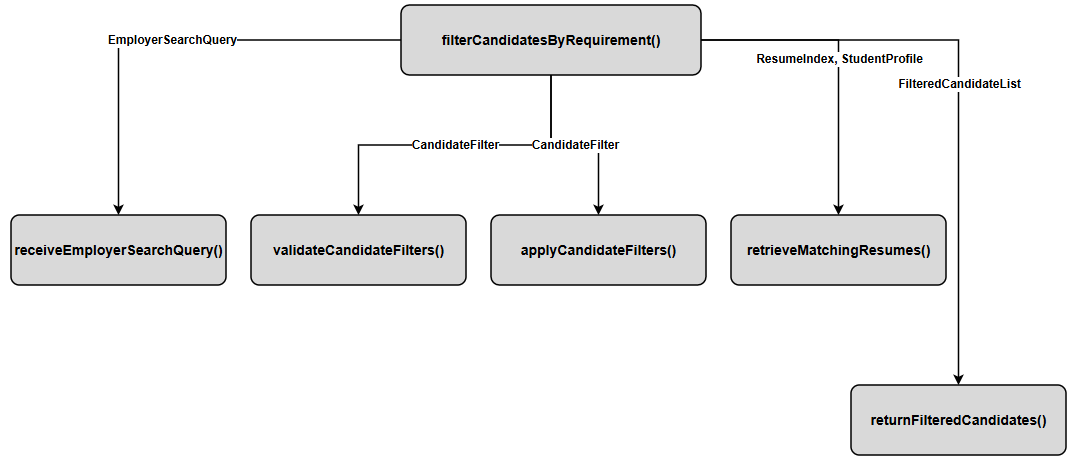 filterCandidatesByRequirement()
EmployerSearchQuery
ResumeIndex, StudentProfile
FilteredCandidateList
CandidateFilter
CandidateFilter
receiveEmployerSearchQuery()
validateCandidateFilters()
applyCandidateFilters()
retrieveMatchingResumes()
returnFilteredCandidates()